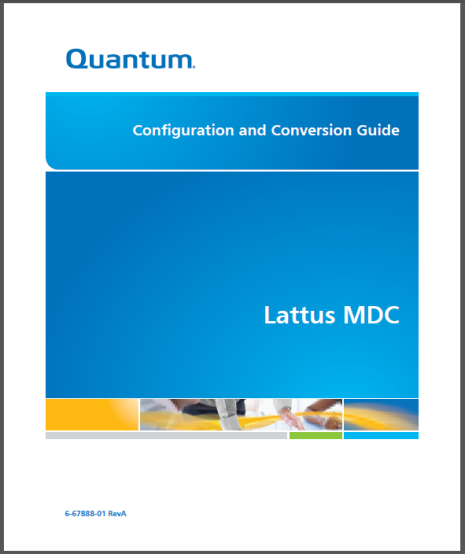 Quantum.
Configuration and Conversion Guide
Lattus MDC
6-67888-01 RevA